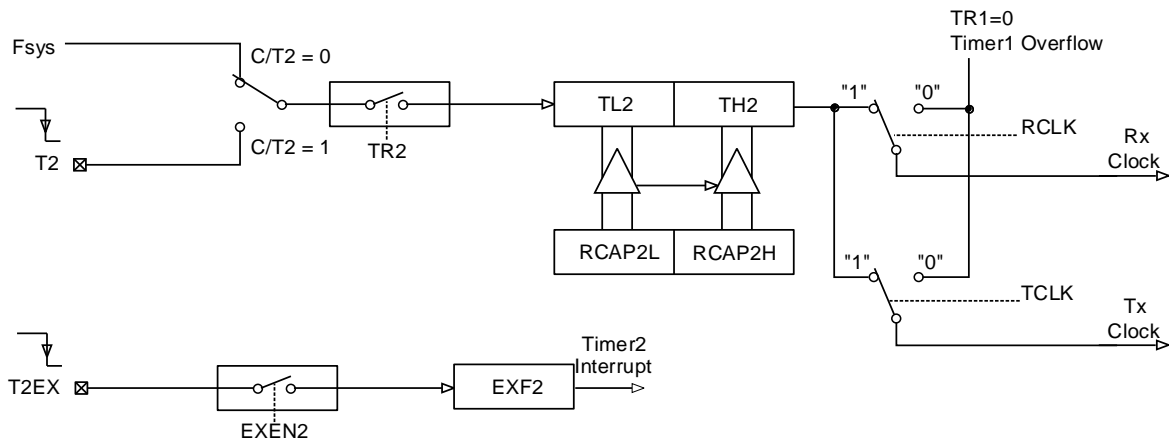 TR1=0
Timer1 Overflow
Fsys
C/T2 = 0
TL2
TH2
"1"
"0"
T2
C/T2 = 1
TR2
RCLK
Rx
Clock
RCAP2L
RCAP2H
"1"
"0"
TCLK
Tx
Clock
Timer2
Interrupt
T2EX
EXF2
EXEN2